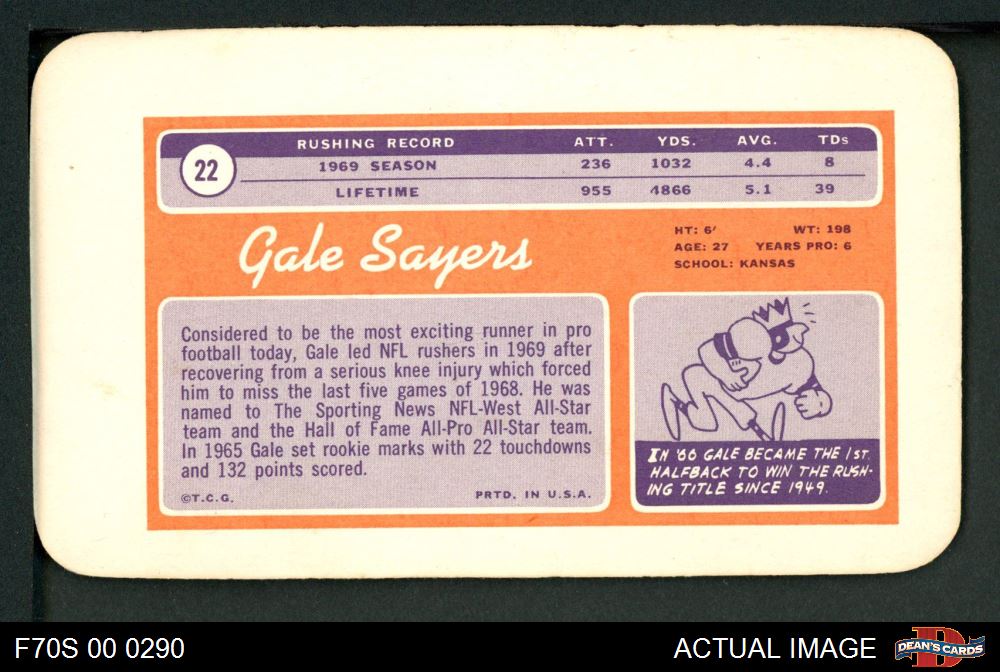 22
RUSHING RECORD ATT. YDS. AVG. TDs
1969 SEASON 236 1032 4.4 8
LIFETIME 955 4866 5.1 39
Gale Sayers
HT: 6' WT: 198
AGE: 27 YEARS PRO: 6
SCHOOL: KANSAS
Considered to be the most exciting runner in pro
football today, Gale led NFL rushers in 1969 after
recovering from a serious knee injury which forced
him to miss the last five games of 1968. He was
named to The Sporting News NFL-West All-Star
team and the Hall of Fame All-Pro All-Star team.
In 1965 Gale set rookie marks with 22 touchdowns
and 132 points scored.
©T.C.G. PRTD. IN U.S.A.
IN '66 GALE BECAME THE 1ST.
HALFBACK TO WIN THE RUSH-
ING TITLE SINCE 1949.
F70S 00 0290
ACTUAL IMAGE
D
DEAN'S CARDS